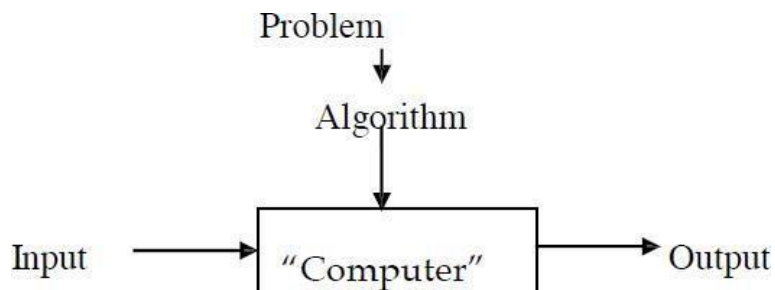 Problem
Algorithm
Input
“Computer”
Output